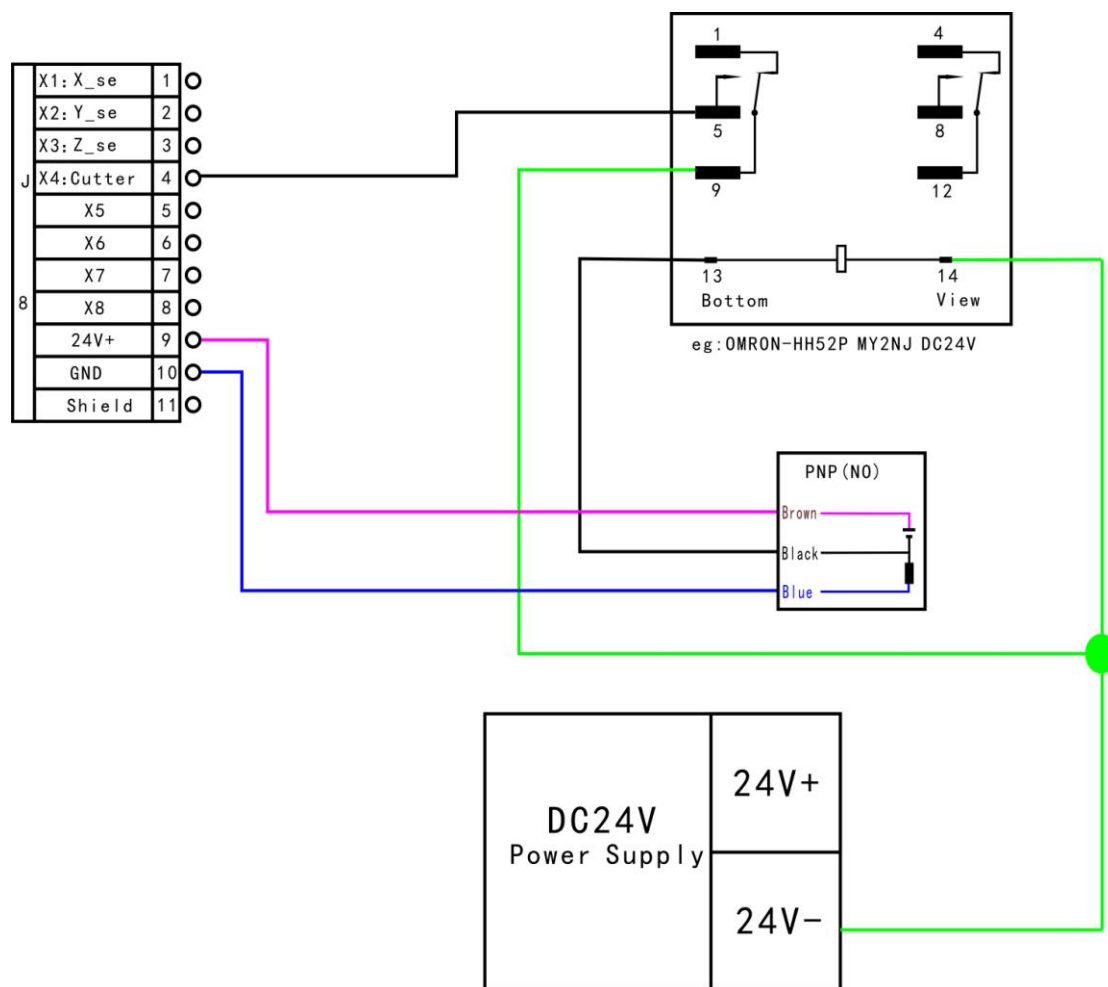 1 4
X1: X_se 1
X2: Y_se 2
X3: Z_se 3
J X4:Cutter 4
X5 5
X6 6
X7 7
8 X8 8
24V+ 9
GND 10
Shield 11
5 8
9 12
13 14
Bottom View
eg:OMRON-HH52P MY2NJ DC24V
PNP(NO)
Brown
Black
Blue
DC24V
Power Supply
24V+
24V-